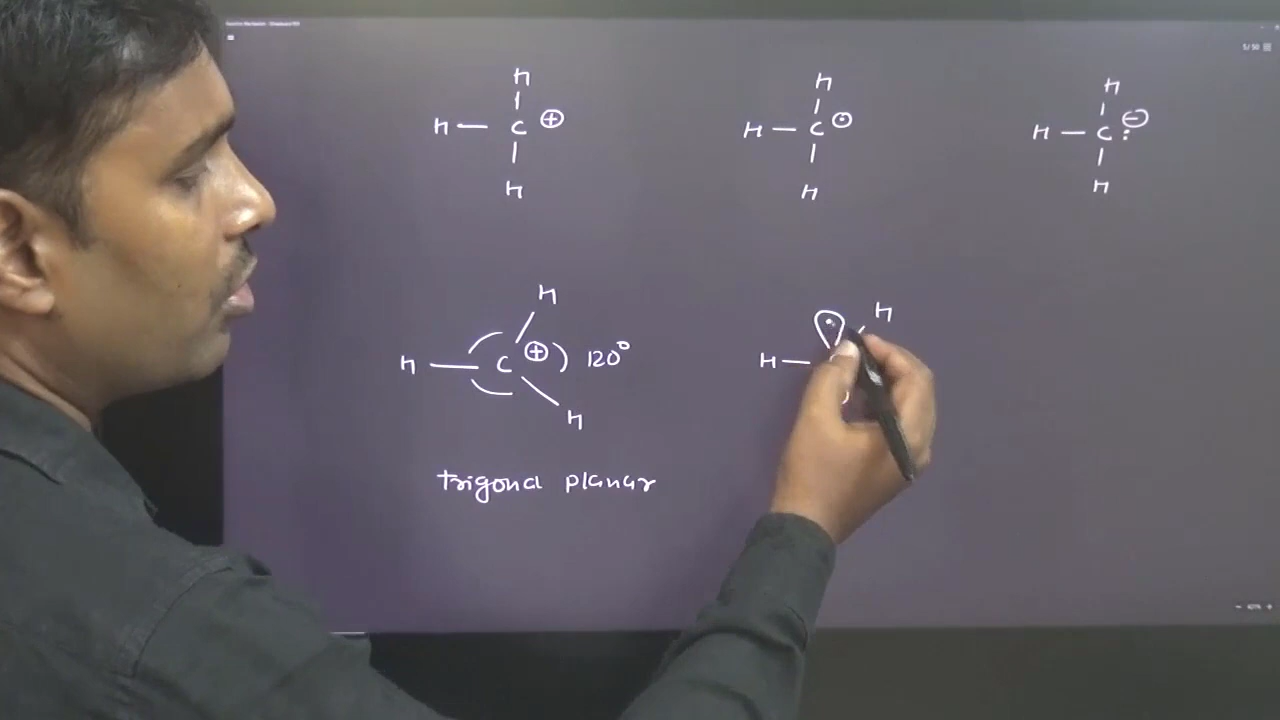 H H H
H — C ⊕ H — C ⊙ H — C ⊖ :
H H H
H H
H C ⊕ 120° H —
H
trigonal planar